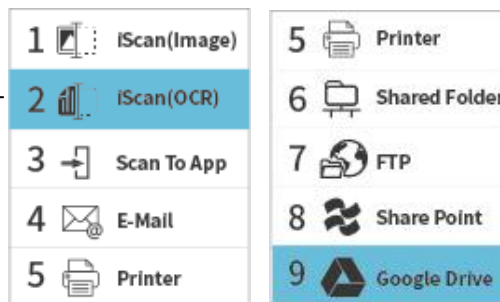 1 iScan(Image)
2 iScan(OCR)
3 Scan To App
4 E-Mail
5 Printer
5 Printer
6 Shared Folder
7 FTP
8 Share Point
9 Google Drive